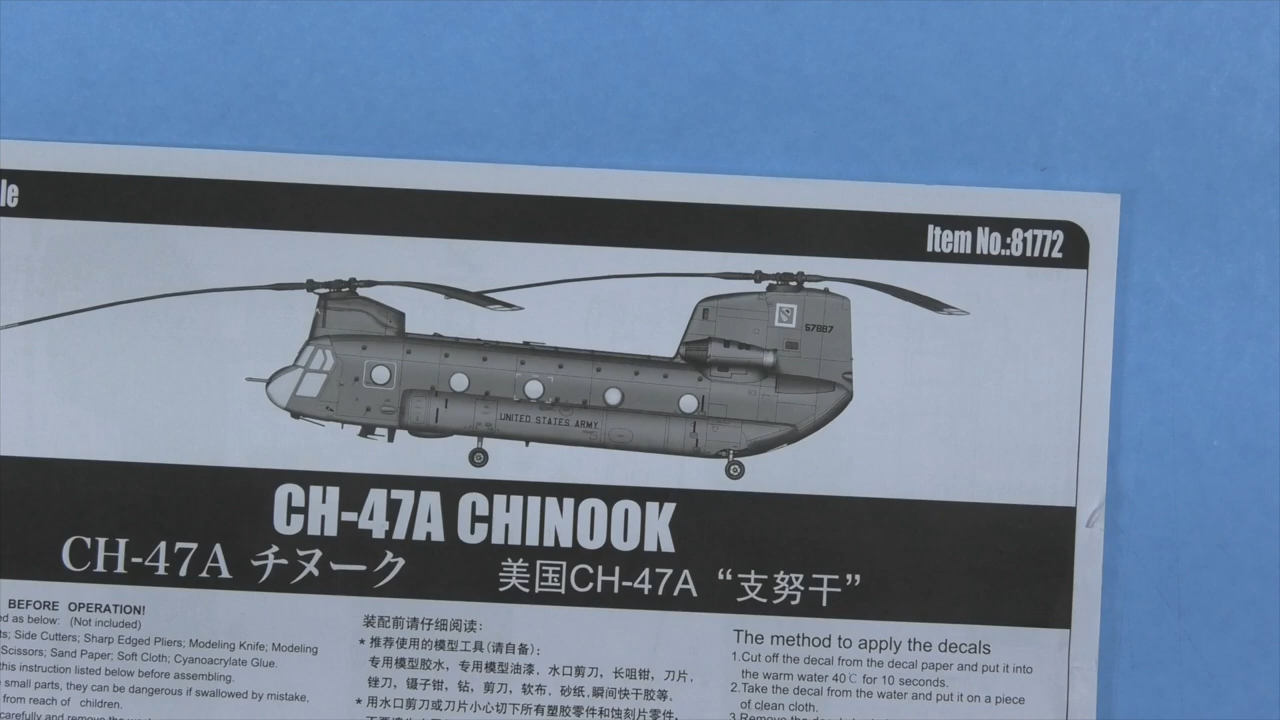 le
Item No.:81772
57887
UNITED STATES ARMY
CH-47A CHINOOK
CH-47A チヌーク
美国CH-47A “支努干”
BEFORE OPERATION!
ed as below: (Not included)
ts; Side Cutters; Sharp Edged Pliers; Modeling Knife; Modeling
Scissors; Sand Paper; Soft Cloth; Cyanoacrylate Glue.
this instruction listed below before assembling.
small parts, they can be dangerous if swallowed by mistake,
from reach of children.
carefully and remove the
装配前请仔细阅读:
* 推荐使用的模型工具(请自备):
专用模型胶水, 专用模型油漆, 水口剪刀, 长咀钳, 刀片,
锉刀, 镊子钳, 钻, 剪刀, 软布, 砂纸, 瞬间快干胶等.
* 用水口剪刀或刀片小心切下所有塑胶零件和蚀刻片零件,
The method to apply the decals
1.Cut off the decal from the decal paper and put it into
the warm water 40℃ for 10 seconds.
2.Take the decal from the water and put it on a piece
of clean cloth.
3.Remove the